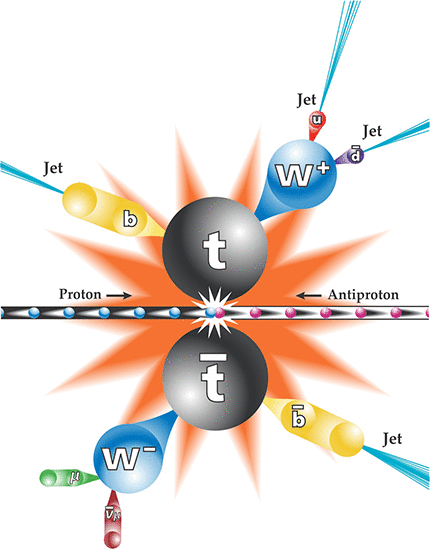 Jet
u
Jet
d̄
W⁺
Jet
b
t
Proton →
← Antiproton
t̄
b̄
Jet
W⁻
μ
ν̄μ